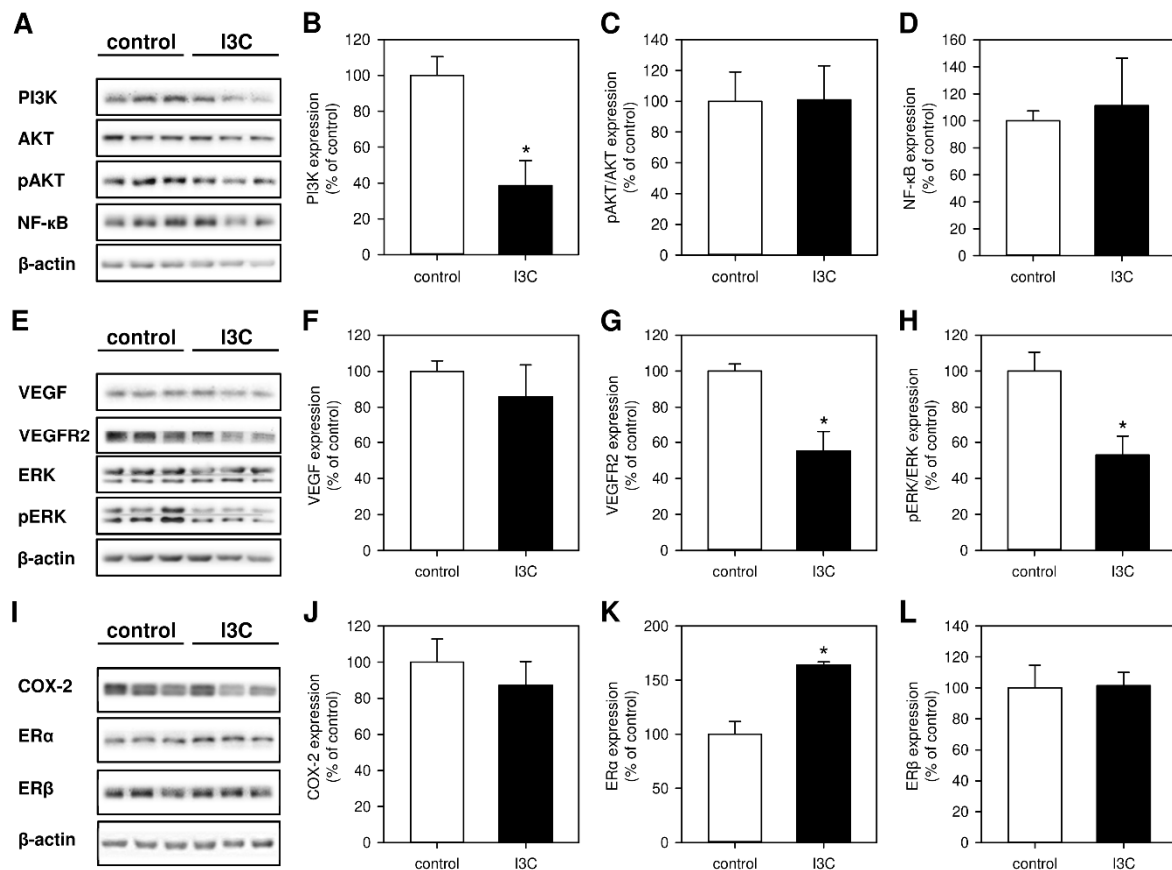 A
control I3C
PI3K
AKT
pAKT
NF-κB
β-actin
B
PI3K expression
(% of control)
120
100
80
60
40
20
0
*
control I3C
C
pAKT/AKT expression
(% of control)
140
120
100
80
60
40
20
0
control I3C
D
NF-κB expression
(% of control)
160
140
120
100
80
60
40
20
0
control I3C
E
control I3C
VEGF
VEGFR2
ERK
pERK
β-actin
F
VEGF expression
(% of control)
120
100
80
60
40
20
0
control I3C
G
VEGFR2 expression
(% of control)
120
100
80
60
40
20
0
*
control I3C
H
pERK/ERK expression
(% of control)
120
100
80
60
40
20
0
*
control I3C
I
control I3C
COX-2
ERα
ERβ
β-actin
J
COX-2 expression
(% of control)
120
100
80
60
40
20
0
control I3C
K
ERα expression
(% of control)
200
150
100
50
0
*
control I3C
L
ERβ expression
(% of control)
140
120
100
80
60
40
20
0
control I3C